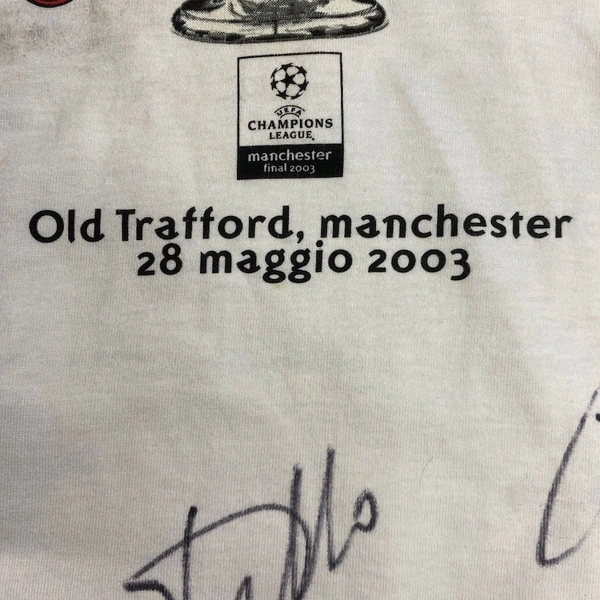 UEFA
CHAMPIONS
LEAGUE
manchester
final 2003
Old Trafford, manchester
28 maggio 2003